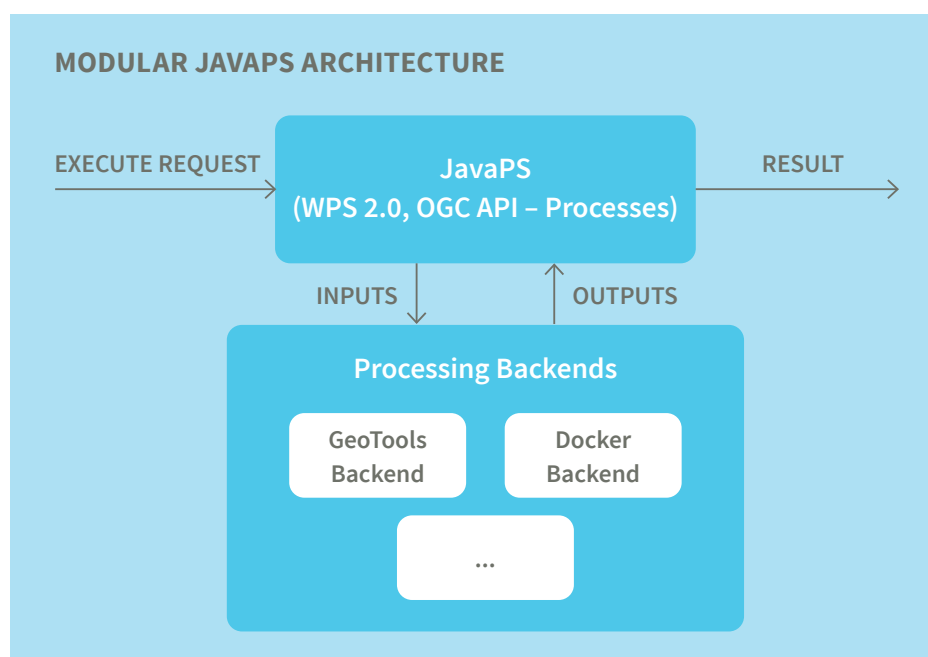 MODULAR JAVAPS ARCHITECTURE
EXECUTE REQUEST
JavaPS
(WPS 2.0, OGC API – Processes)
RESULT
INPUTS
OUTPUTS
Processing Backends
GeoTools
Backend
Docker
Backend
...